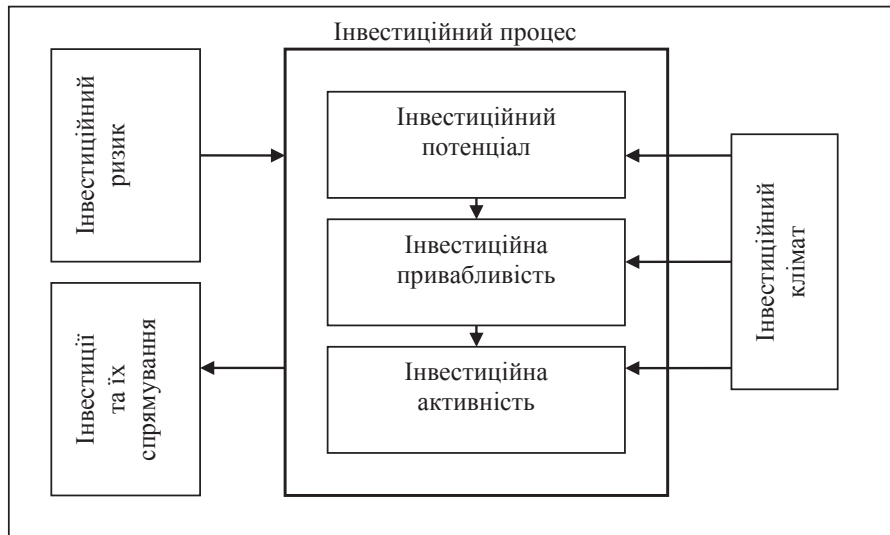 Інвестиційний процес
Інвестиційний
ризик
Інвестиції
та їх
спрямування
Інвестиційний
потенціал
Інвестиційна
привабливість
Інвестиційна
активність
Інвестиційний
клімат